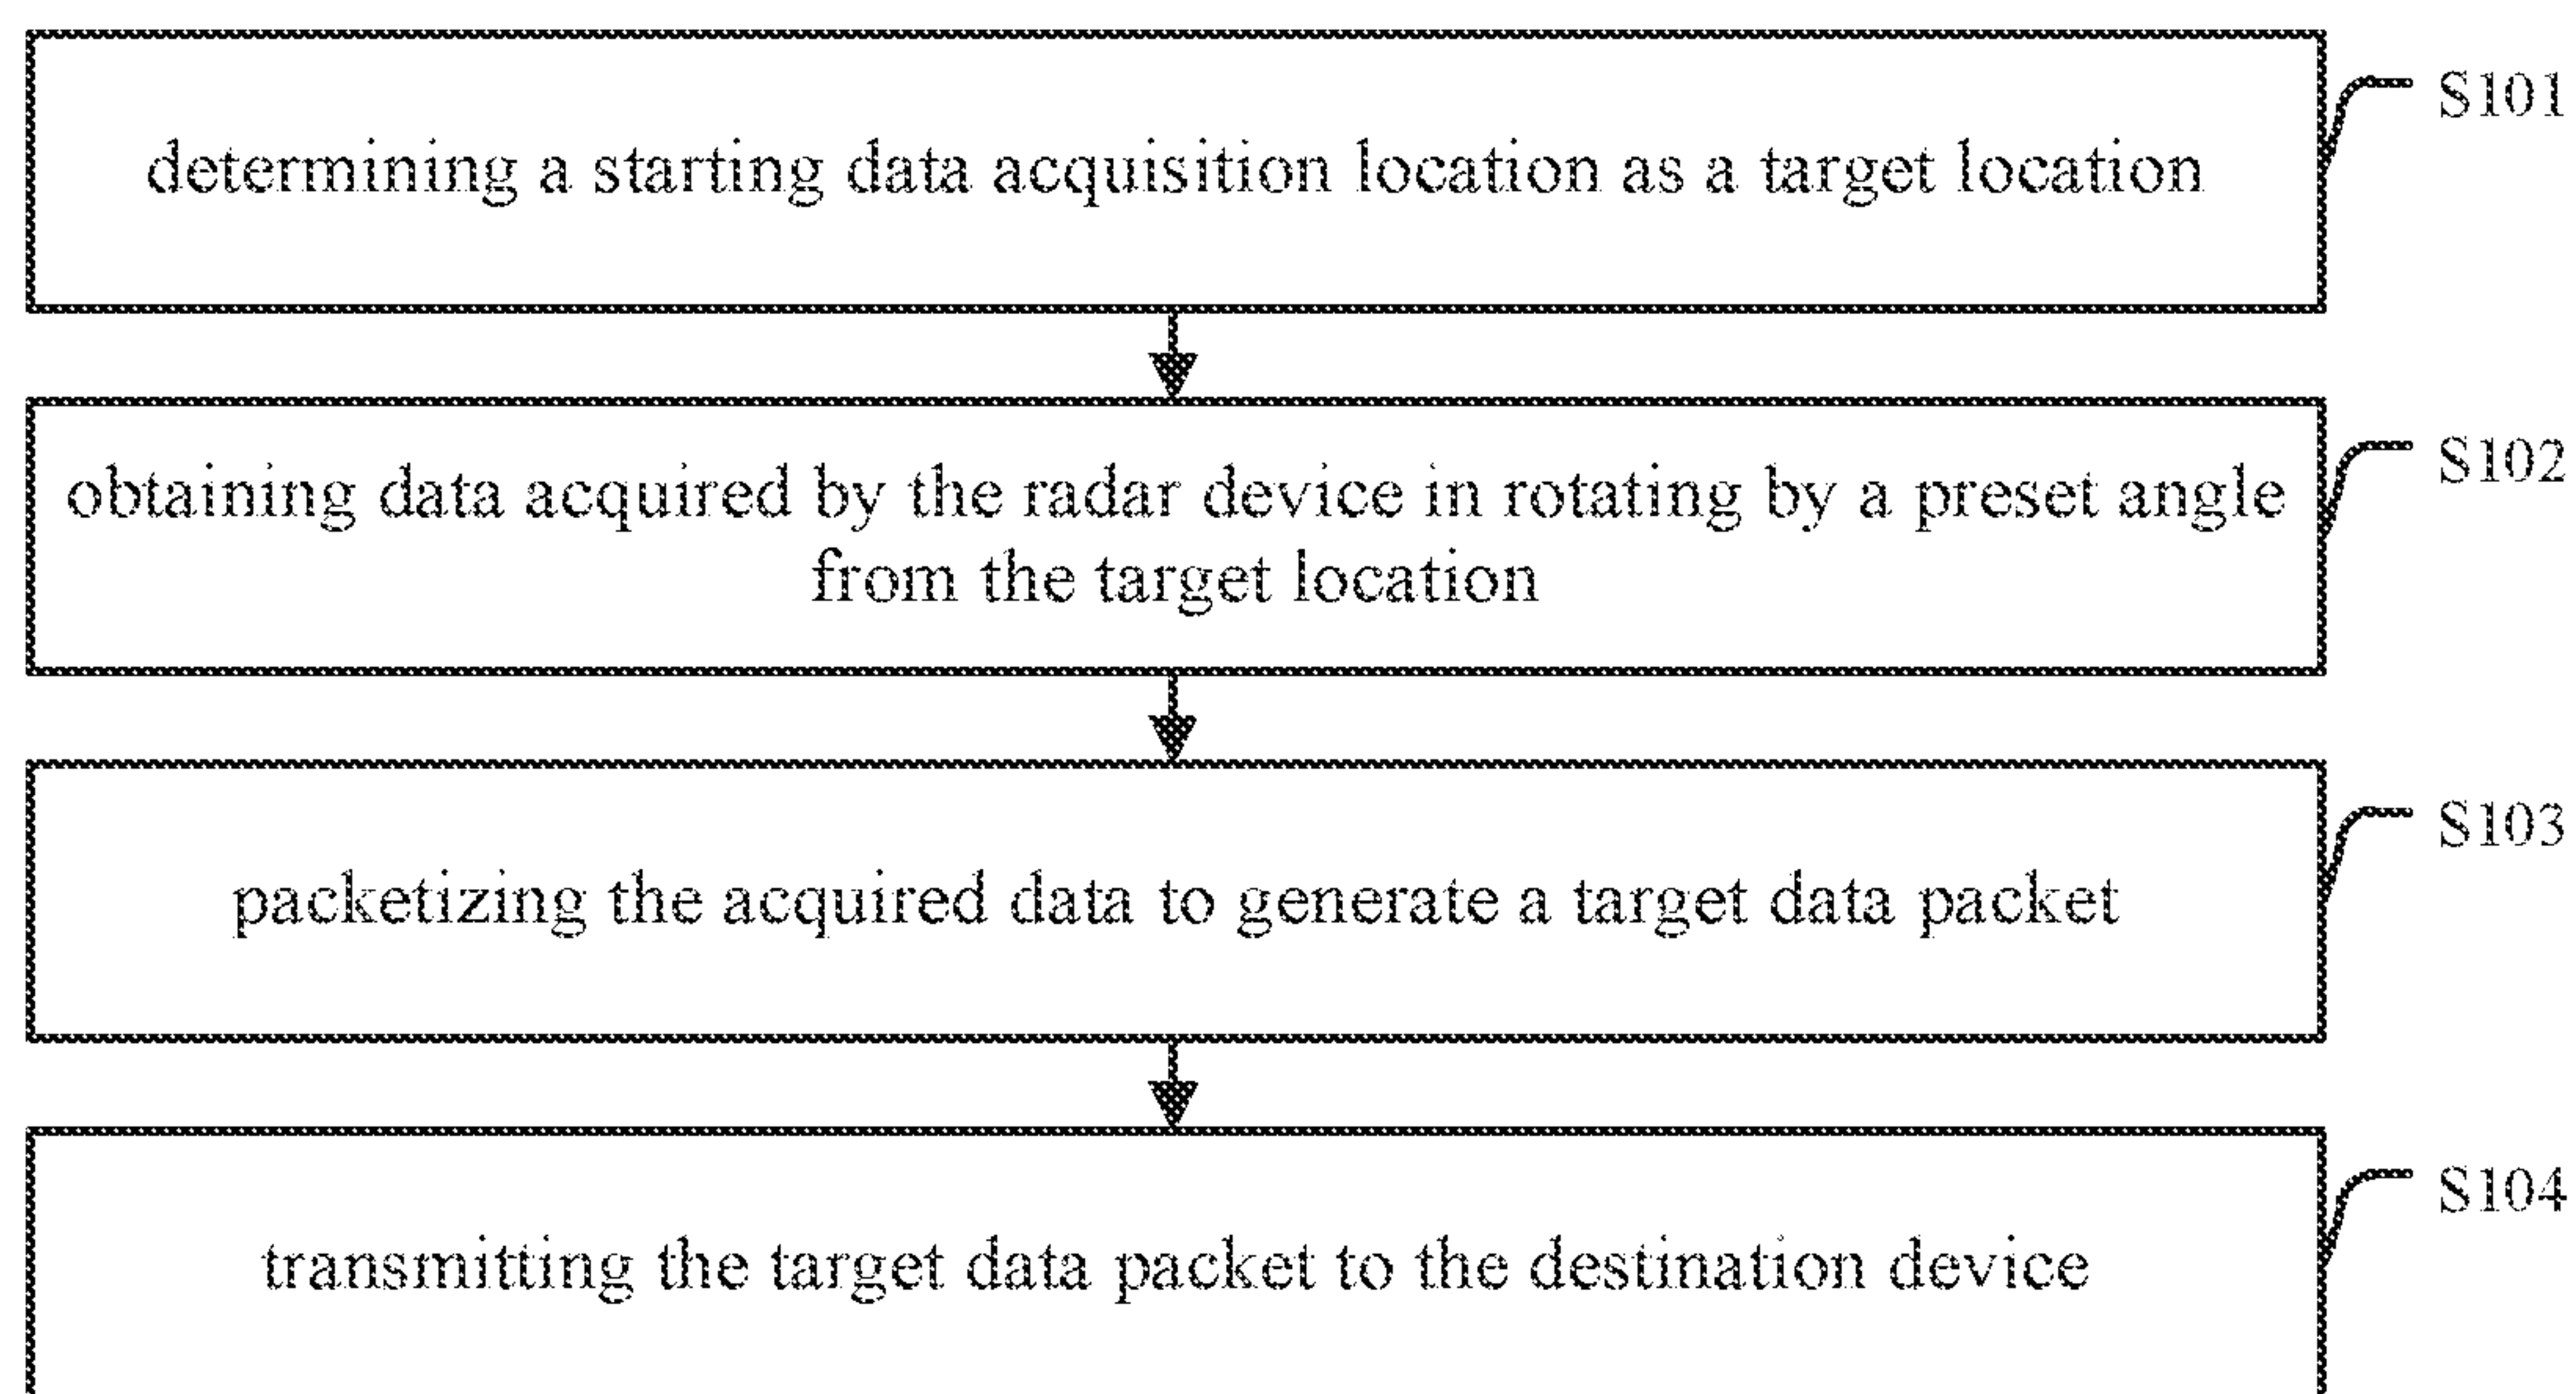 determining a starting data acquisition location as a target location
S101
obtaining data acquired by the radar device in rotating by a preset angle
from the target location
S102
packetizing the acquired data to generate a target data packet
S103
transmitting the target data packet to the destination device
S104